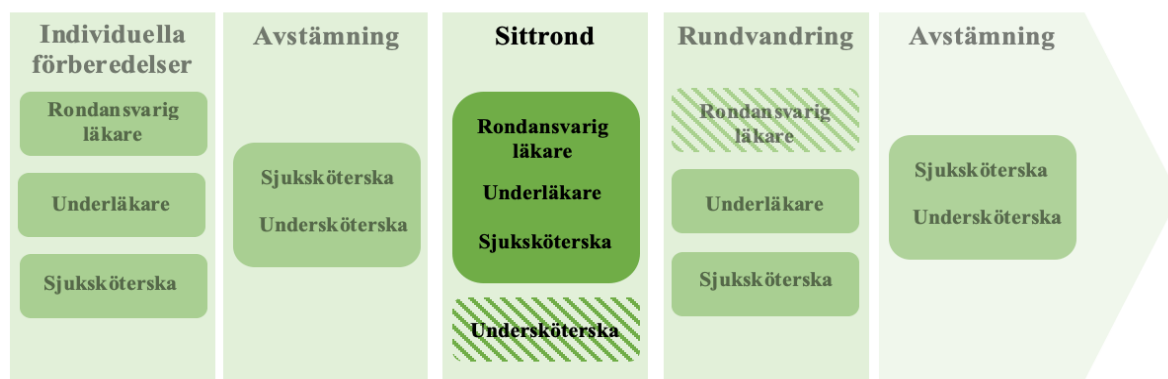 Individuella
förberedelser
Rondansvarig
läkare
Underläkare
Sjuksköterska
Avstämning
Sjuksköterska
Undersköterska
Sittrond
Rondansvarig
läkare
Underläkare
Sjuksköterska
Undersköterska
Rundvandring
Rondansvarig
läkare
Underläkare
Sjuksköterska
Avstämning
Sjuksköterska
Undersköterska